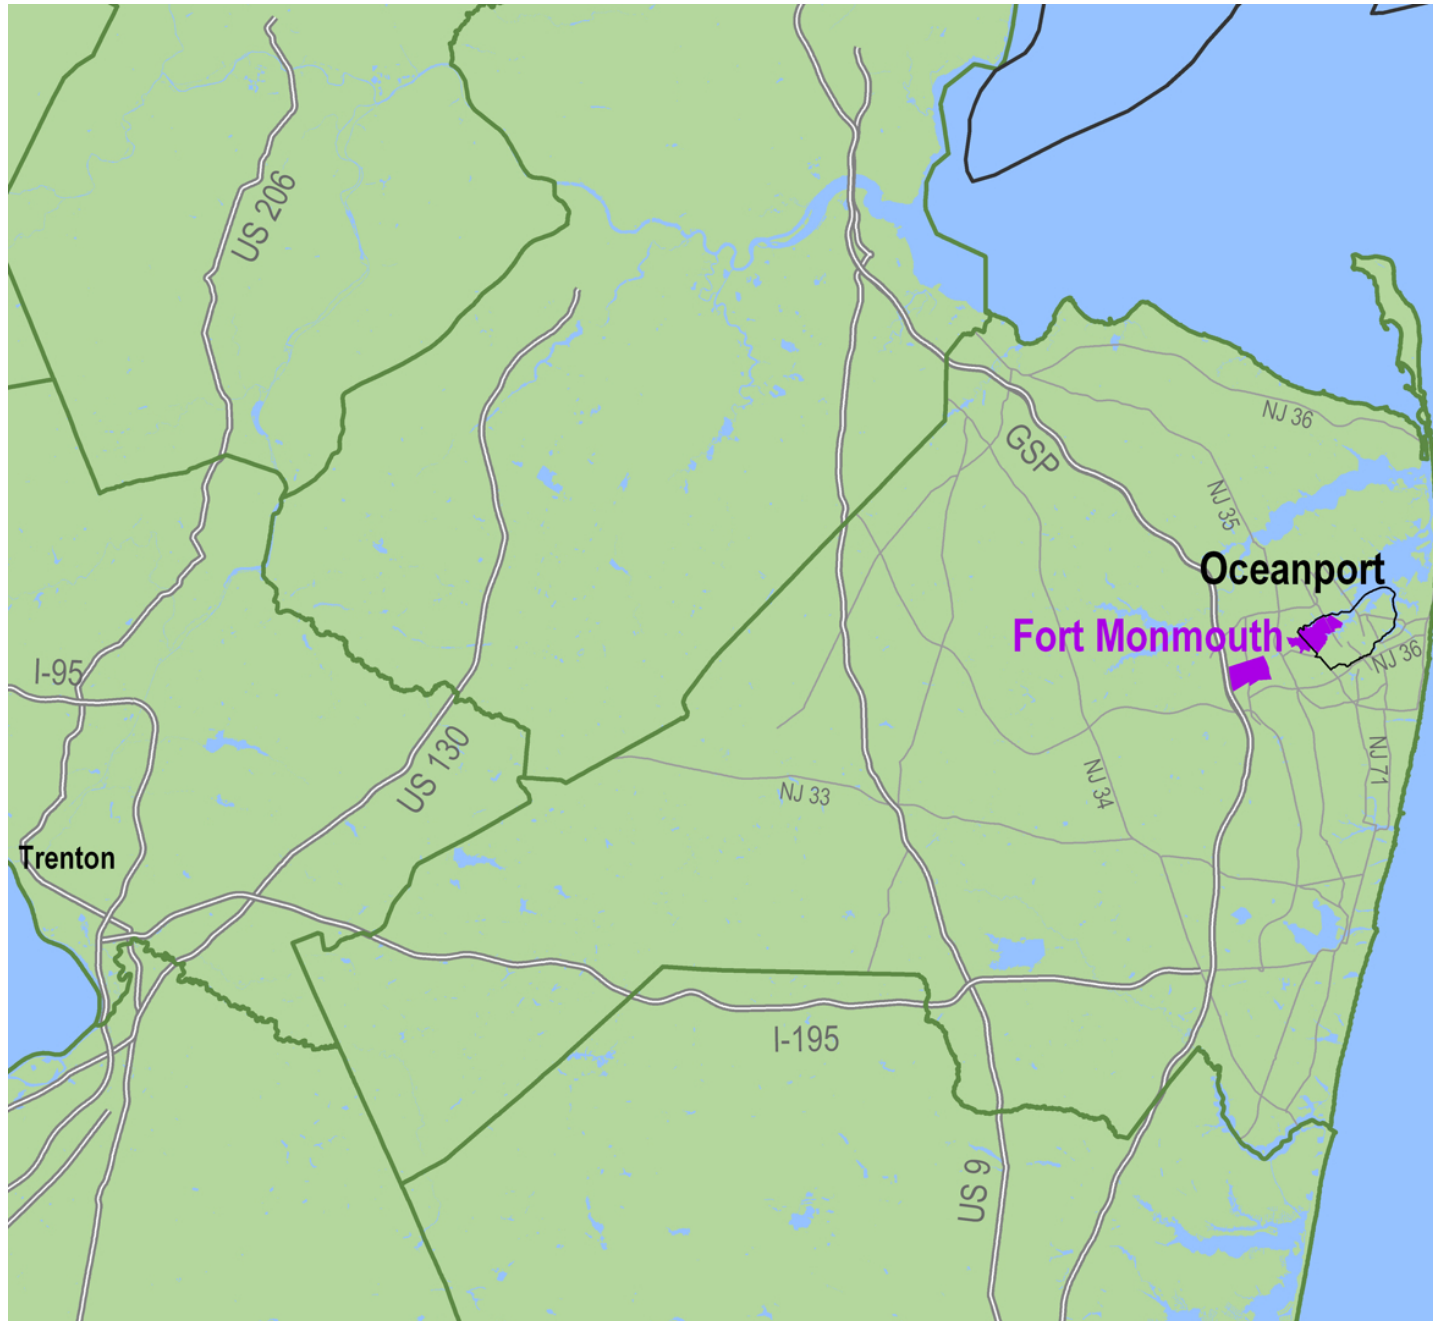 US 206
NJ 36
GSP
NJ 35
Oceanport
Fort Monmouth
NJ 36
I-95
US 130
NJ 71
NJ 34
NJ 33
Trenton
I-195
US 9